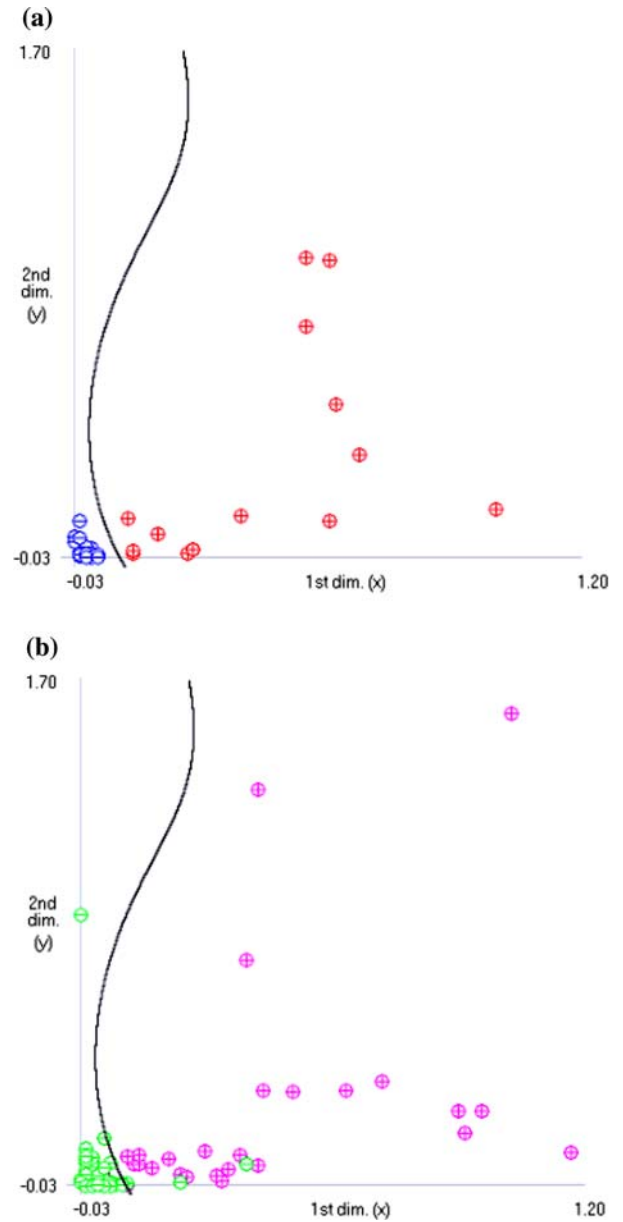 (a)
1.70
2nd
dim.
(y)
-0.03
-0.03 1st dim. (x) 1.20
(b)
1.70
2nd
dim.
(y)
-0.03
-0.03 1st dim. (x) 1.20